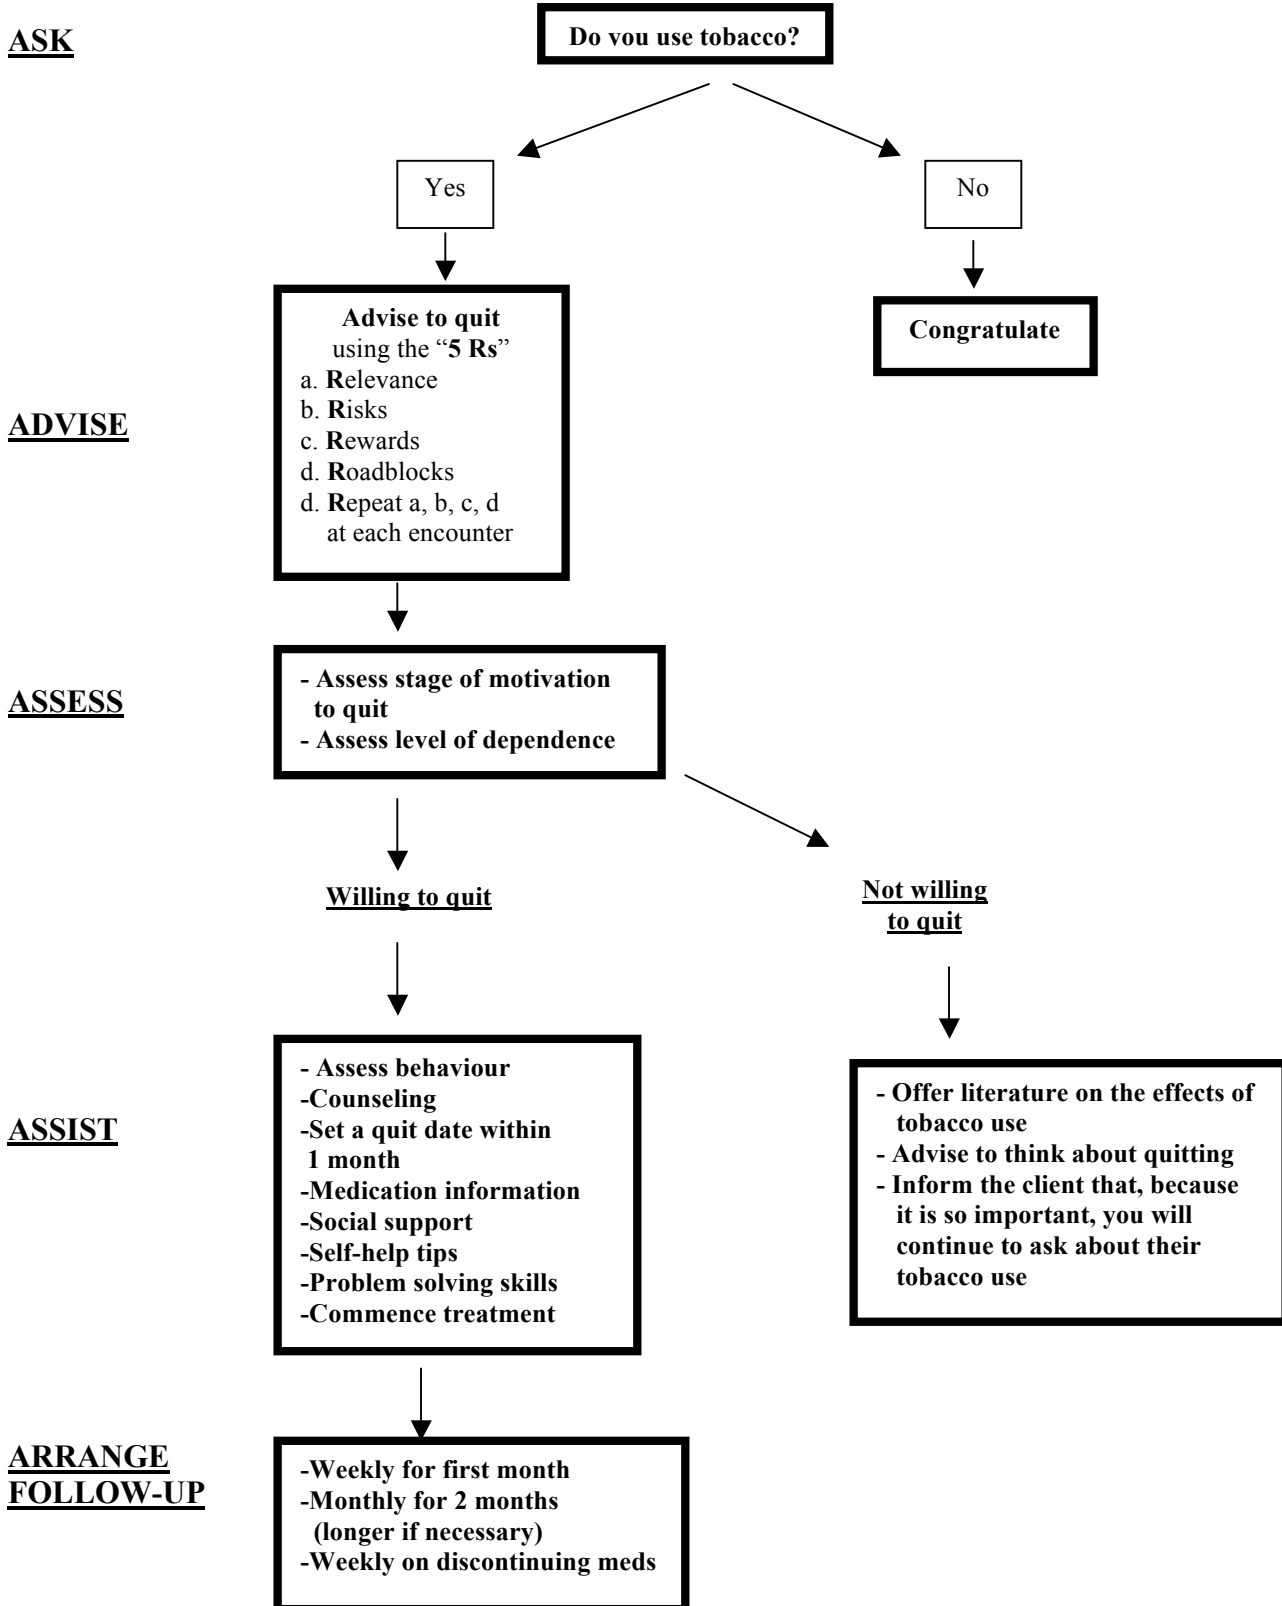 ASK
Do vou use tobacco?
Yes
No
Advise to quit
using the “5 Rs”
a. Relevance
b. Risks
c. Rewards
d. Roadblocks
d. Repeat a, b, c, d
at each encounter
Congratulate
ADVISE
ASSESS
- Assess stage of motivation
to quit
- Assess level of dependence
Willing to quit
Not willing
to quit
ASSIST
- Assess behaviour
-Counseling
-Set a quit date within
1 month
-Medication information
-Social support
-Self-help tips
-Problem solving skills
-Commence treatment
- Offer literature on the effects of
tobacco use
- Advise to think about quitting
- Inform the client that, because
it is so important, you will
continue to ask about their
tobacco use
ARRANGE
FOLLOW-UP
-Weekly for first month
-Monthly for 2 months
(longer if necessary)
-Weekly on discontinuing meds